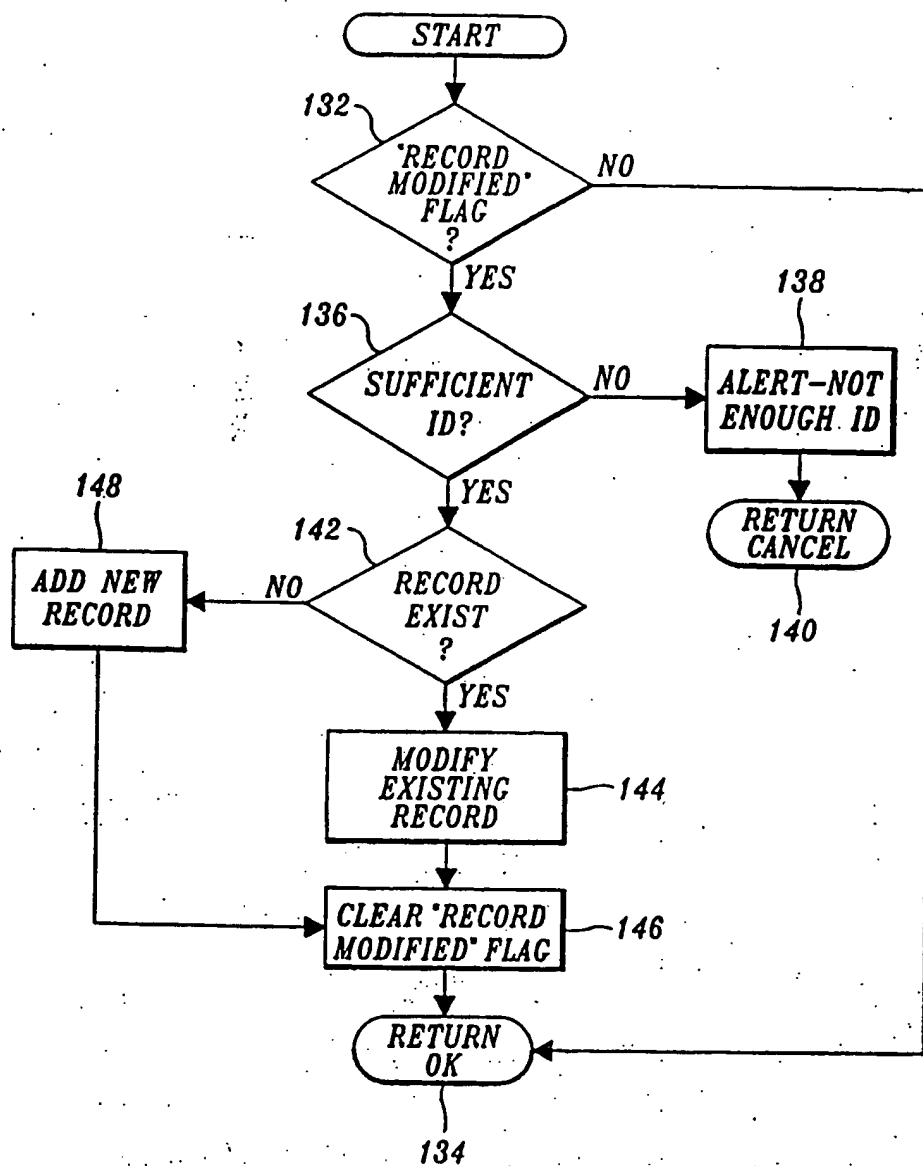 START
132
"RECORD
MODIFIED"
FLAG
?
NO
YES
136
SUFFICIENT
ID?
NO
138
ALERT-NOT
ENOUGH ID
YES
RETURN
CANCEL
140
148
ADD NEW
RECORD
NO
142
RECORD
EXIST
?
YES
MODIFY
EXISTING
RECORD
144
CLEAR "RECORD
MODIFIED" FLAG
146
RETURN
OK
134